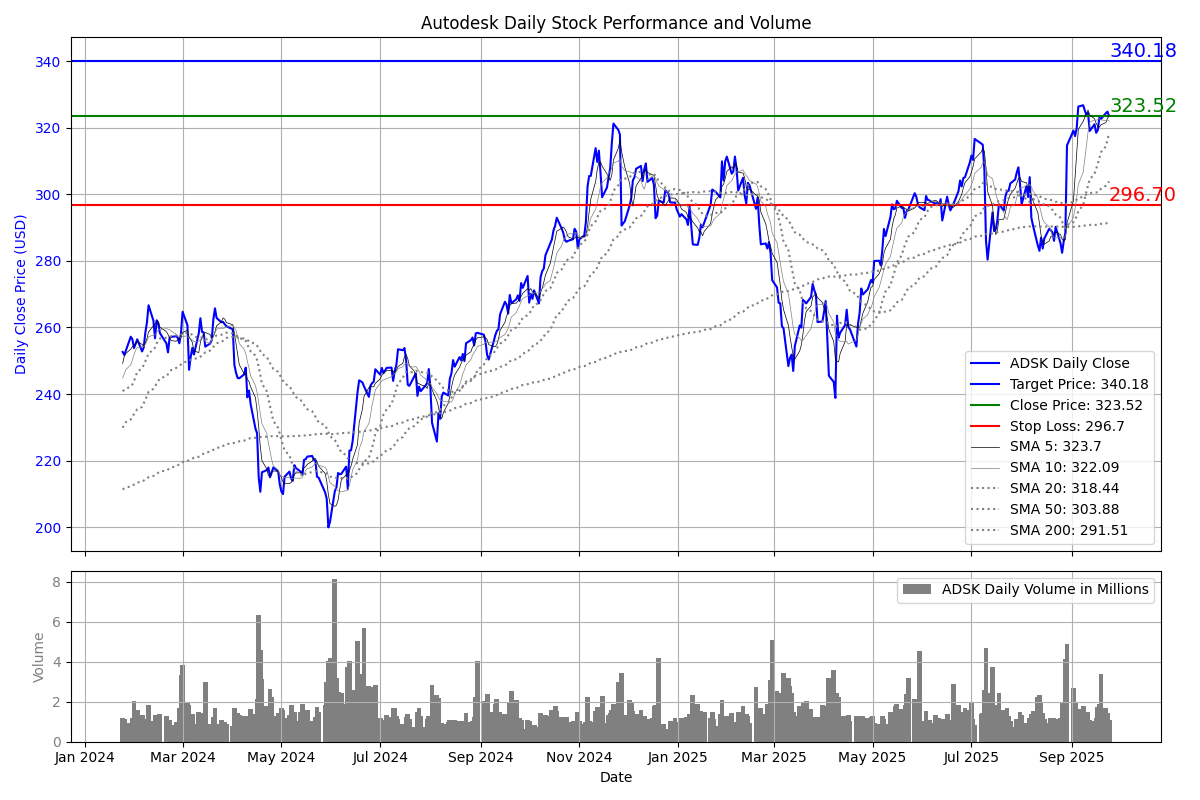 Autodesk Daily Stock Performance and Volume
340.18
323.52
296.70
340
320
300
280
260
240
220
200
Daily Close Price (USD)
ADSK Daily Close
Target Price: 340.18
Close Price: 323.52
Stop Loss: 296.7
SMA 5: 323.7
SMA 10: 322.09
SMA 20: 318.44
SMA 50: 303.88
SMA 200: 291.51
8
6
4
2
0
Volume
ADSK Daily Volume in Millions
Jan 2024 Mar 2024 May 2024 Jul 2024 Sep 2024 Nov 2024 Jan 2025 Mar 2025 May 2025 Jul 2025 Sep 2025
Date